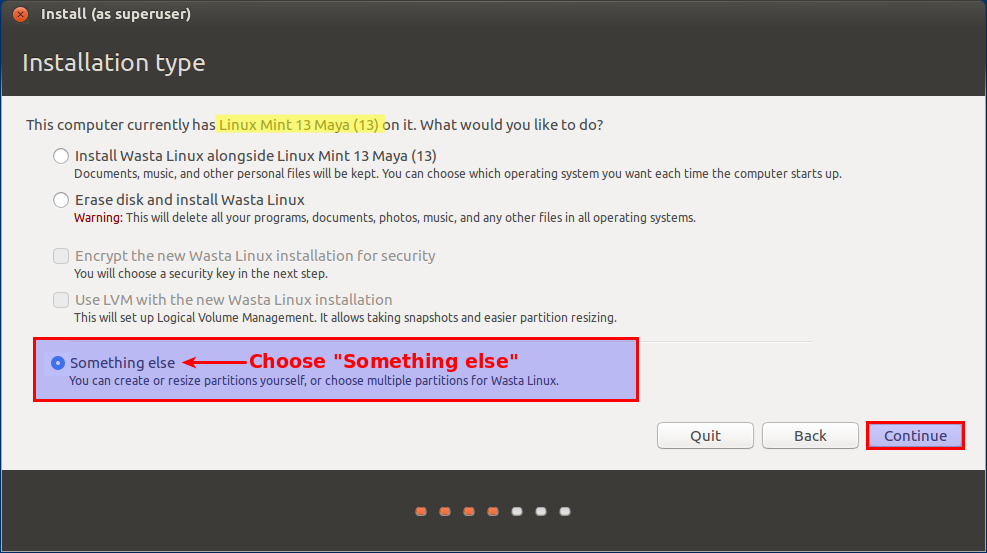 Install (as superuser)
Installation type
This computer currently has Linux Mint 13 Maya (13) on it. What would you like to do?
Install Wasta Linux alongside Linux Mint 13 Maya (13)
Documents, music, and other personal files will be kept. You can choose which operating system you want each time the computer starts up.
Erase disk and install Wasta Linux
Warning: This will delete all your programs, documents, photos, music, and any other files in all operating systems.
Encrypt the new Wasta Linux installation for security
You will choose a security key in the next step.
Use LVM with the new Wasta Linux installation
This will set up Logical Volume Management. It allows taking snapshots and easier partition resizing.
Something else Choose "Something else"
You can create or resize partitions yourself, or choose multiple partitions for Wasta Linux.
Quit Back Continue